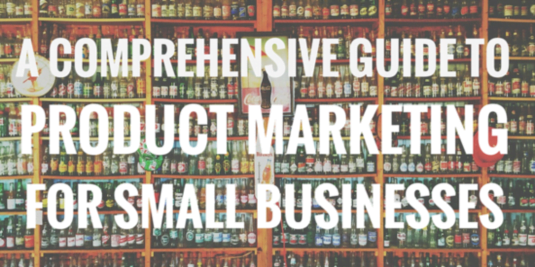 A COMPREHENSIVE GUIDE TO
PRODUCT MARKETING
FOR SMALL BUSINESSES